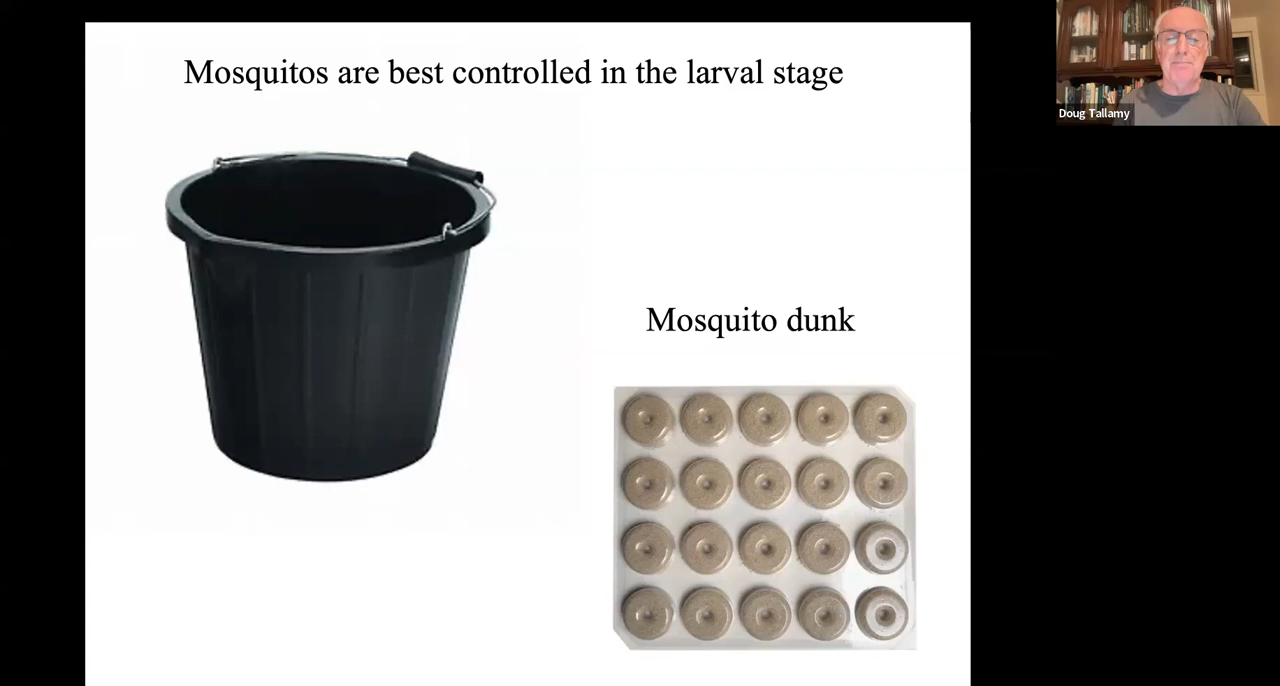 Mosquitos are best controlled in the larval stage
Doug Tallamy
Mosquito dunk